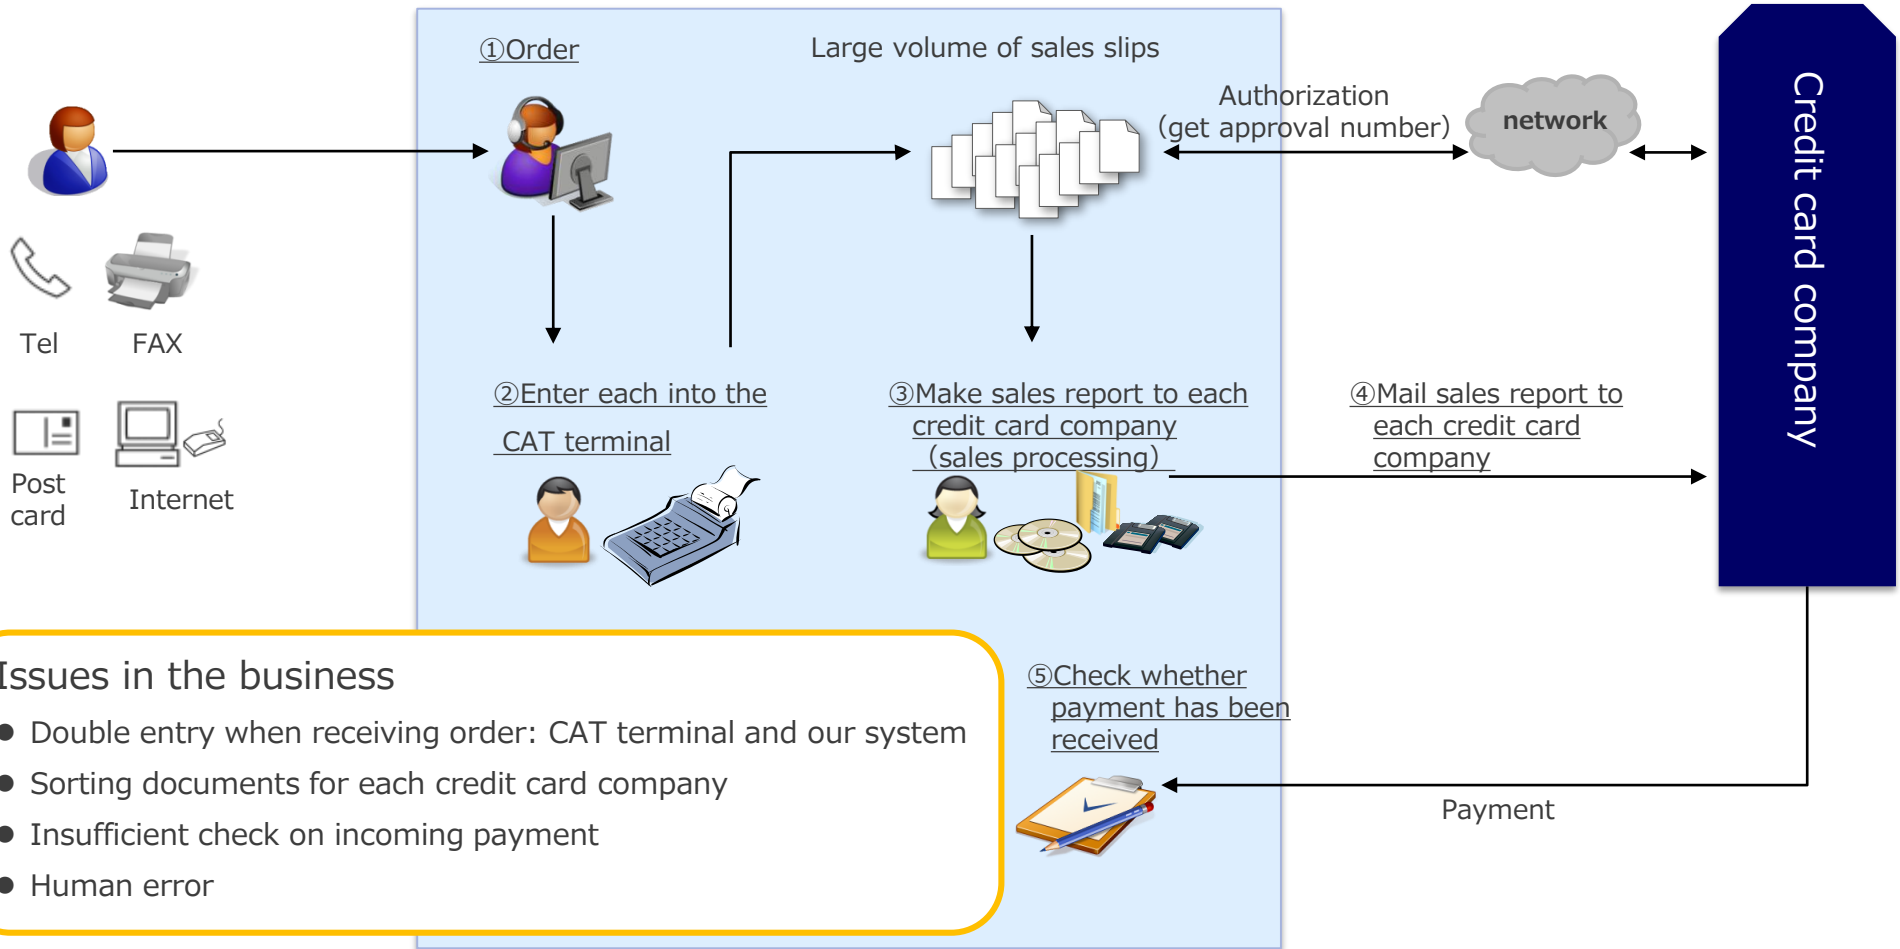 ①Order
Large volume of sales slips
Authorization
（get approval number）
network
Credit card company
Tel
FAX
Post
card
Internet
②Enter each into the
CAT terminal
③Make sales report to each
credit card company
（sales processing）
④Mail sales report to
each credit card
company
Issues in the business
● Double entry when receiving order: CAT terminal and our system
● Sorting documents for each credit card company
● Insufficient check on incoming payment
● Human error
⑤Check whether
payment has been
received
Payment